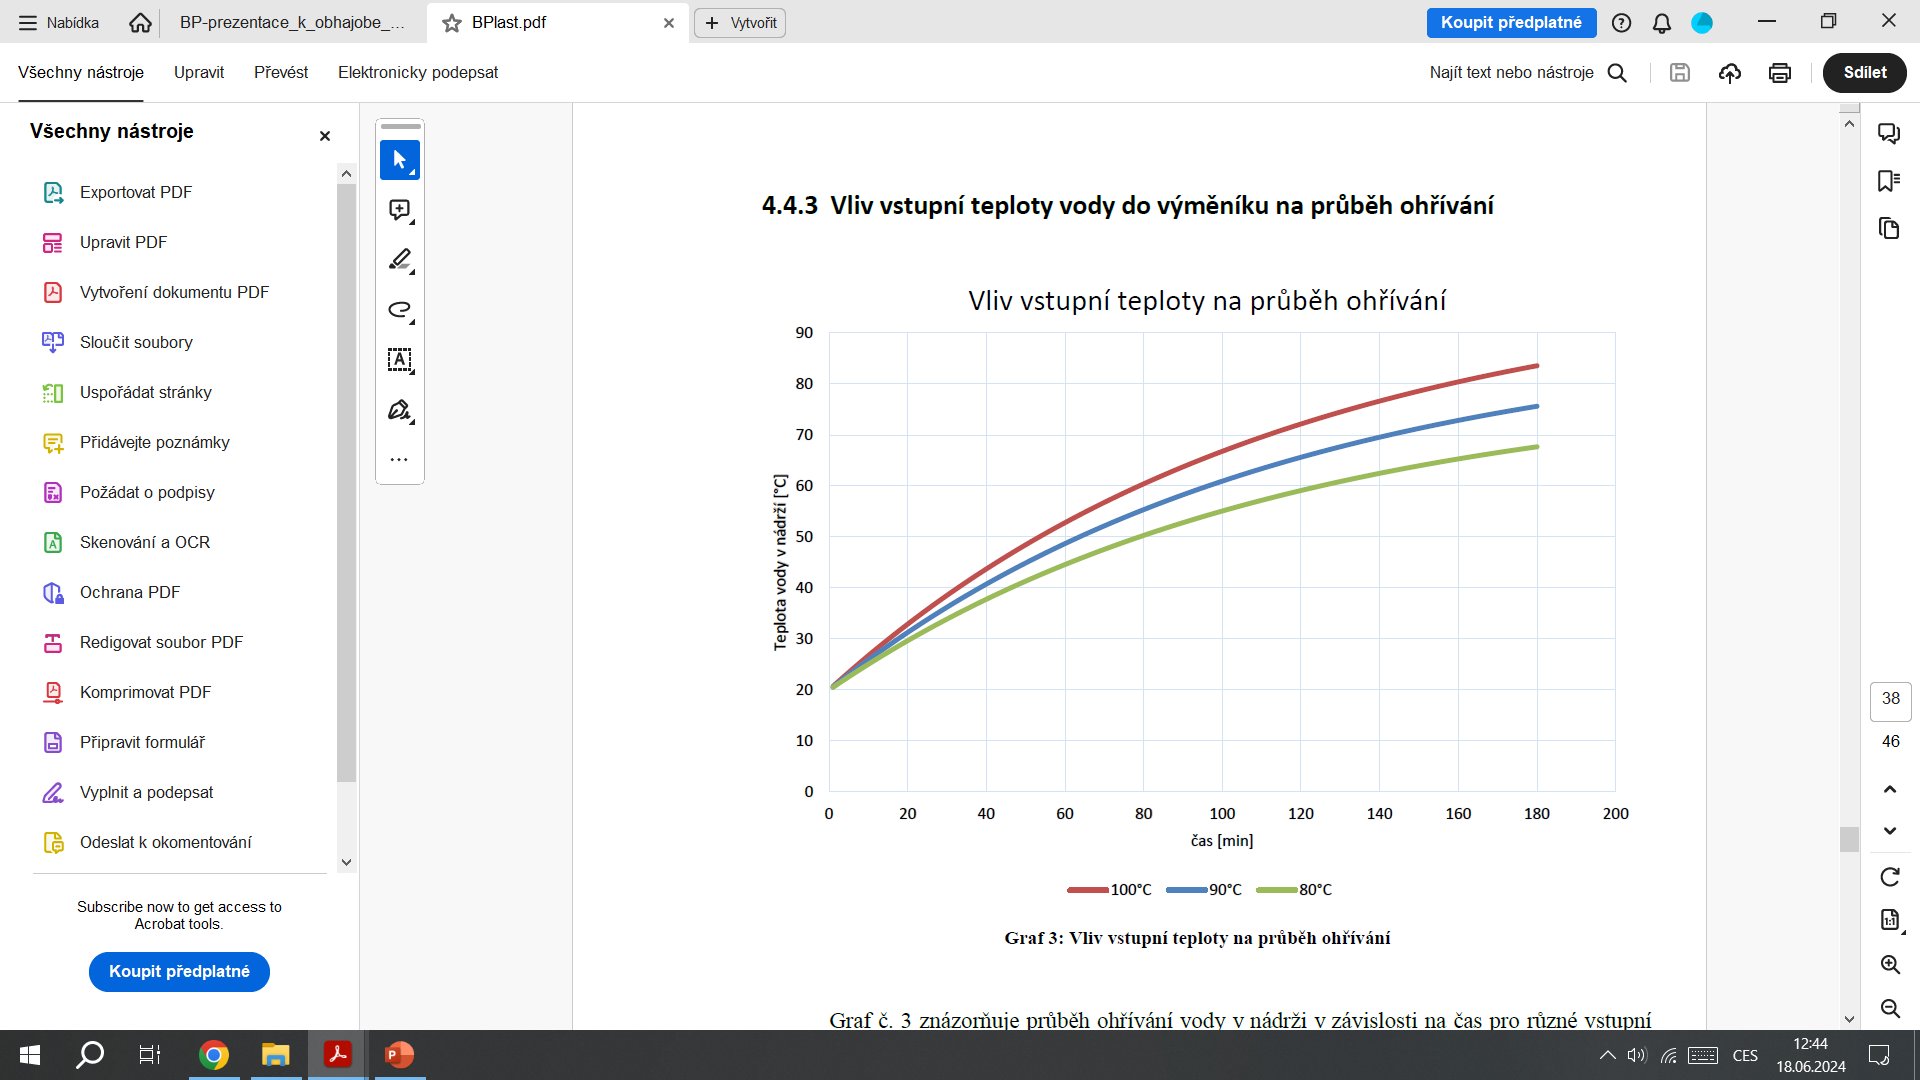 Nabídka
BP-prezentace_k_obhajobe_...
BPlast.pdf
Vytvořit
Koupit předplatné
Všechny nástroje
Upravit
Převést
Elektronicky podepsat
Najít text nebo nástroje
Sdílet
Všechny nástroje
Exportovat PDF
Upravit PDF
Vytvoření dokumentu PDF
Sloučit soubory
Uspořádat stránky
Přidávejte poznámky
Požádat o podpisy
Skenování a OCR
Ochrana PDF
Redigovat soubor PDF
Komprimovat PDF
Připravit formulář
Vyplnit a podepsat
Odeslat k okomentování
Subscribe now to get access to
Acrobat tools.
Koupit předplatné
4.4.3 Vliv vstupní teploty vody do výměníku na průběh ohřívání
Vliv vstupní teploty na průběh ohřívání
Teplota vody v nádrží [°C]
90
80
70
60
50
40
30
20
10
0
0 20 40 60 80 100 120 140 160 180 200
čas [min]
100°C 90°C 80°C
Graf 3: Vliv vstupní teploty na průběh ohřívání
Graf č. 3 znázorňuje průběh ohřívání vody v nádrži v závislosti na čas pro různé vstupní
38
46
CES
12:44
18.06.2024